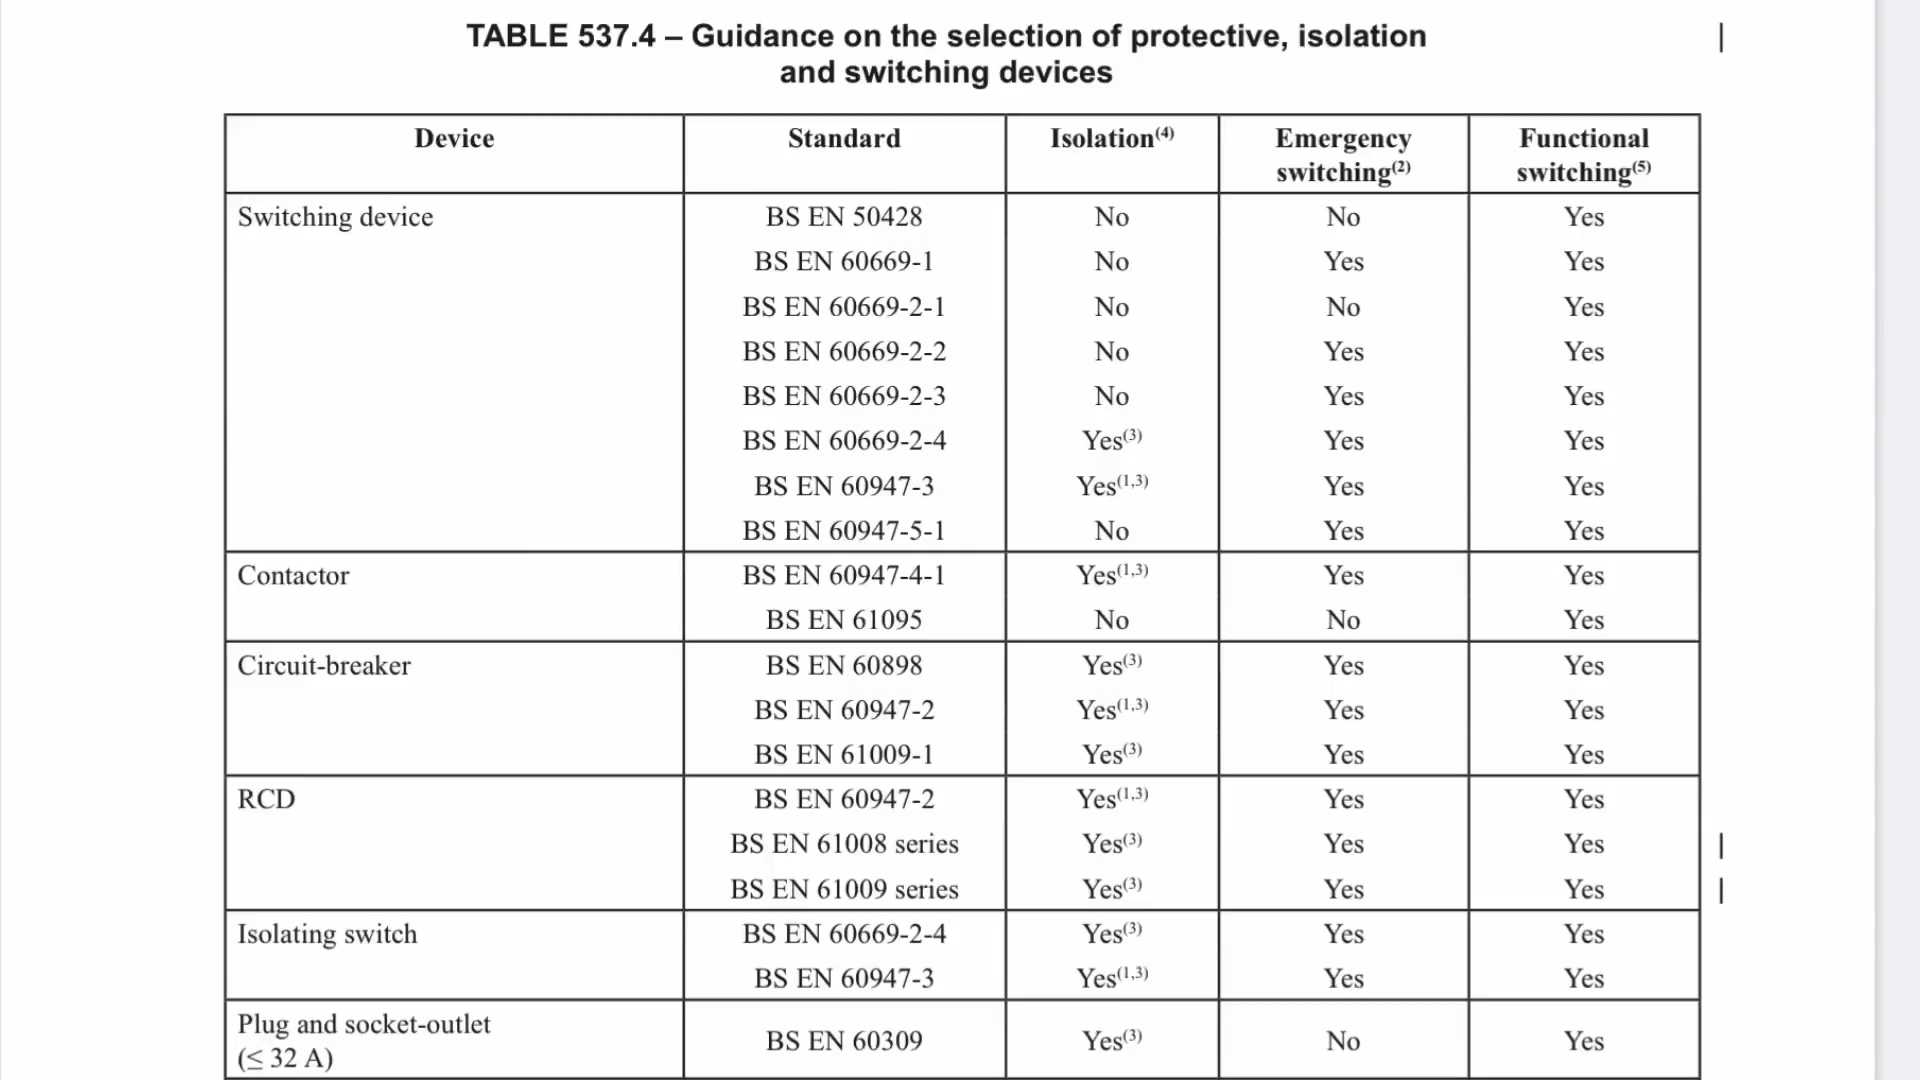 TABLE 537.4 – Guidance on the selection of protective, isolation
and switching devices
Device Standard Isolation(4) Emergency switching(2) Functional switching(5)
Switching device BS EN 50428 No No Yes
BS EN 60669-1 No Yes Yes
BS EN 60669-2-1 No No Yes
BS EN 60669-2-2 No Yes Yes
BS EN 60669-2-3 No Yes Yes
BS EN 60669-2-4 Yes(3) Yes Yes
BS EN 60947-3 Yes(1,3) Yes Yes
BS EN 60947-5-1 No Yes Yes
Contactor BS EN 60947-4-1 Yes(1,3) Yes Yes
BS EN 61095 No No Yes
Circuit-breaker BS EN 60898 Yes(3) Yes Yes
BS EN 60947-2 Yes(1,3) Yes Yes
BS EN 61009-1 Yes(3) Yes Yes
RCD BS EN 60947-2 Yes(1,3) Yes Yes
BS EN 61008 series Yes(3) Yes Yes
BS EN 61009 series Yes(3) Yes Yes
Isolating switch BS EN 60669-2-4 Yes(3) Yes Yes
BS EN 60947-3 Yes(1,3) Yes Yes
Plug and socket-outlet
(≤ 32 A) BS EN 60309 Yes(3) No Yes